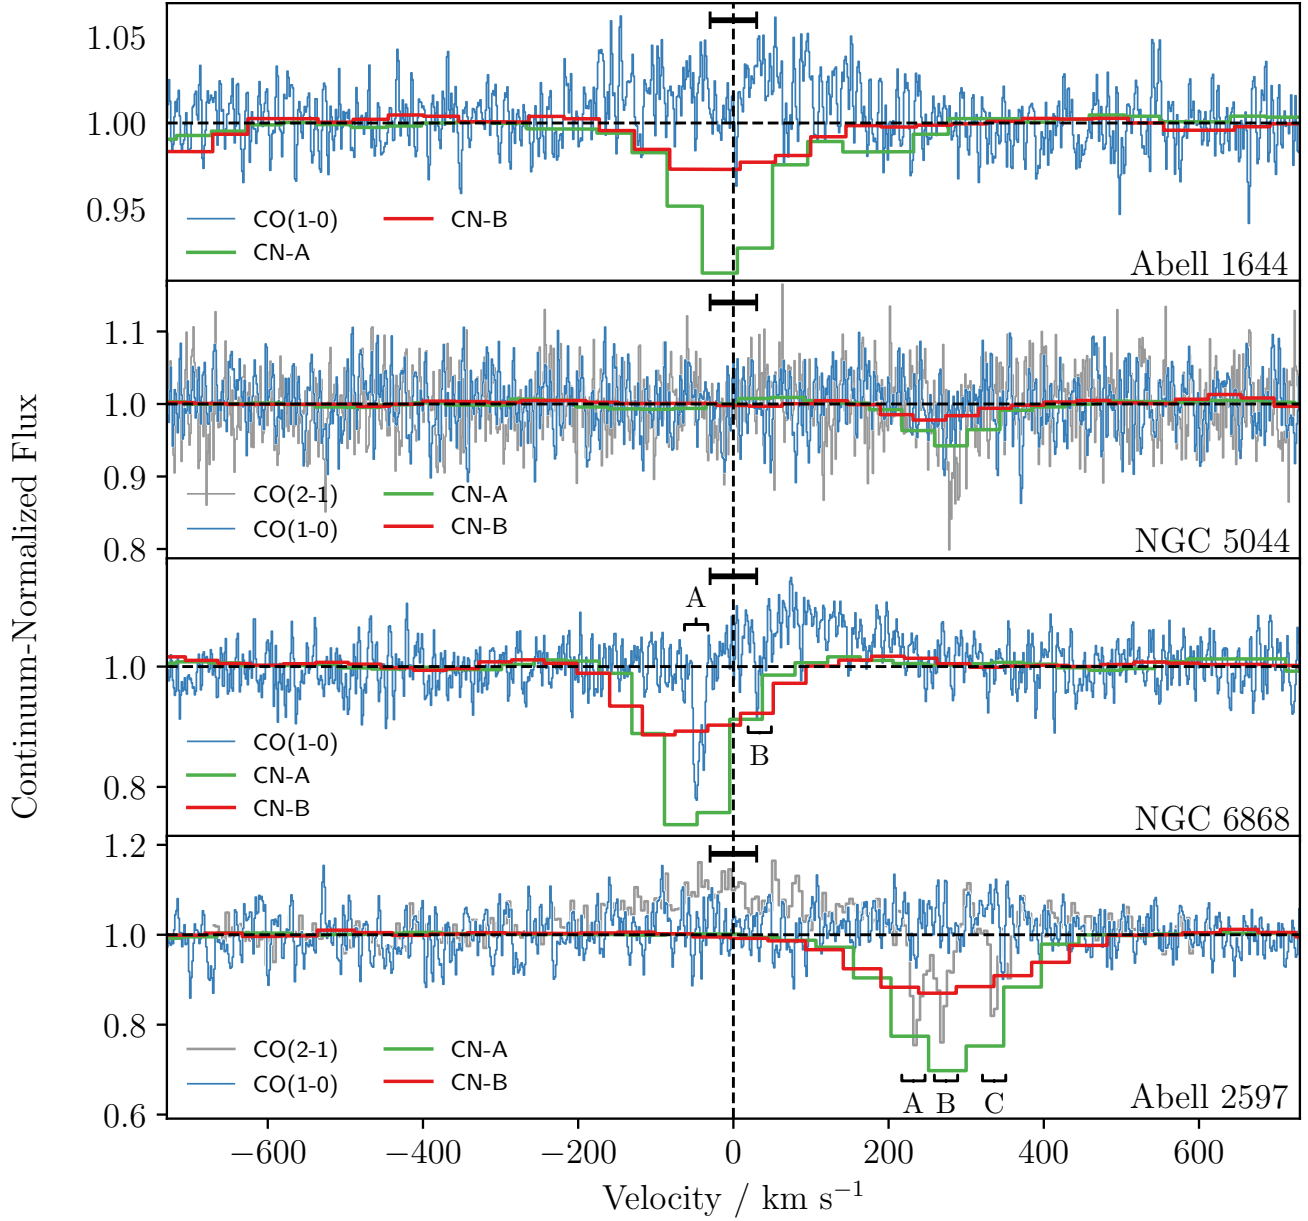 1.05
1.00
0.95
CO(1-0)
CN-B
CN-A
Abell 1644
1.1
1.0
0.9
0.8
CO(2-1)
CN-A
CO(1-0)
CN-B
NGC 5044
A
1.0
0.8
B
CO(1-0)
CN-A
CN-B
NGC 6868
1.2
1.0
0.8
0.6
CO(2-1)
CN-A
CO(1-0)
CN-B
A B C
Abell 2597
−600 −400 −200 0 200 400 600
Velocity / km s⁻¹
Continuum-Normalized Flux